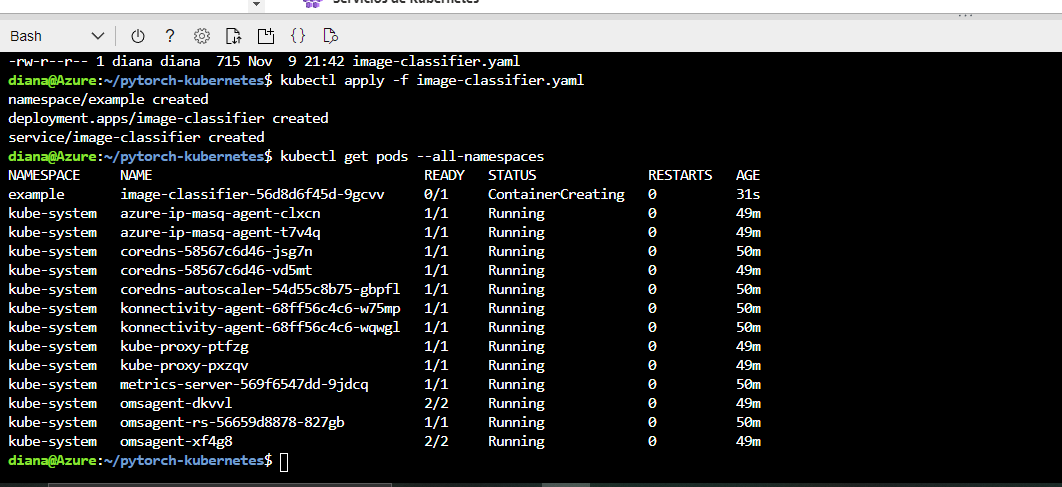 Servicios de Kubernetes
Bash
-rw-r--r-- 1 diana diana  715 Nov  9 21:42 image-classifier.yaml
diana@Azure:~/pytorch-kubernetes$ kubectl apply -f image-classifier.yaml
namespace/example created
deployment.apps/image-classifier created
service/image-classifier created
diana@Azure:~/pytorch-kubernetes$ kubectl get pods --all-namespaces
NAMESPACE     NAME                                  READY   STATUS              RESTARTS   AGE
example       image-classifier-56d8d6f45d-9gcvv     0/1     ContainerCreating   0          31s
kube-system   azure-ip-masq-agent-clxcn             1/1     Running             0          49m
kube-system   azure-ip-masq-agent-t7v4q             1/1     Running             0          49m
kube-system   coredns-58567c6d46-jsg7n              1/1     Running             0          50m
kube-system   coredns-58567c6d46-vd5mt              1/1     Running             0          49m
kube-system   coredns-autoscaler-54d55c8b75-gbpfl   1/1     Running             0          50m
kube-system   konnectivity-agent-68ff56c4c6-w75mp   1/1     Running             0          50m
kube-system   konnectivity-agent-68ff56c4c6-wqwgl   1/1     Running             0          50m
kube-system   kube-proxy-ptfzg                      1/1     Running             0          49m
kube-system   kube-proxy-pxzqv                      1/1     Running             0          49m
kube-system   metrics-server-569f6547dd-9jdcq       1/1     Running             0          50m
kube-system   omsagent-dkvvl                        2/2     Running             0          49m
kube-system   omsagent-rs-56659d8878-827gb          1/1     Running             0          50m
kube-system   omsagent-xf4g8                        2/2     Running             0          49m
diana@Azure:~/pytorch-kubernetes$